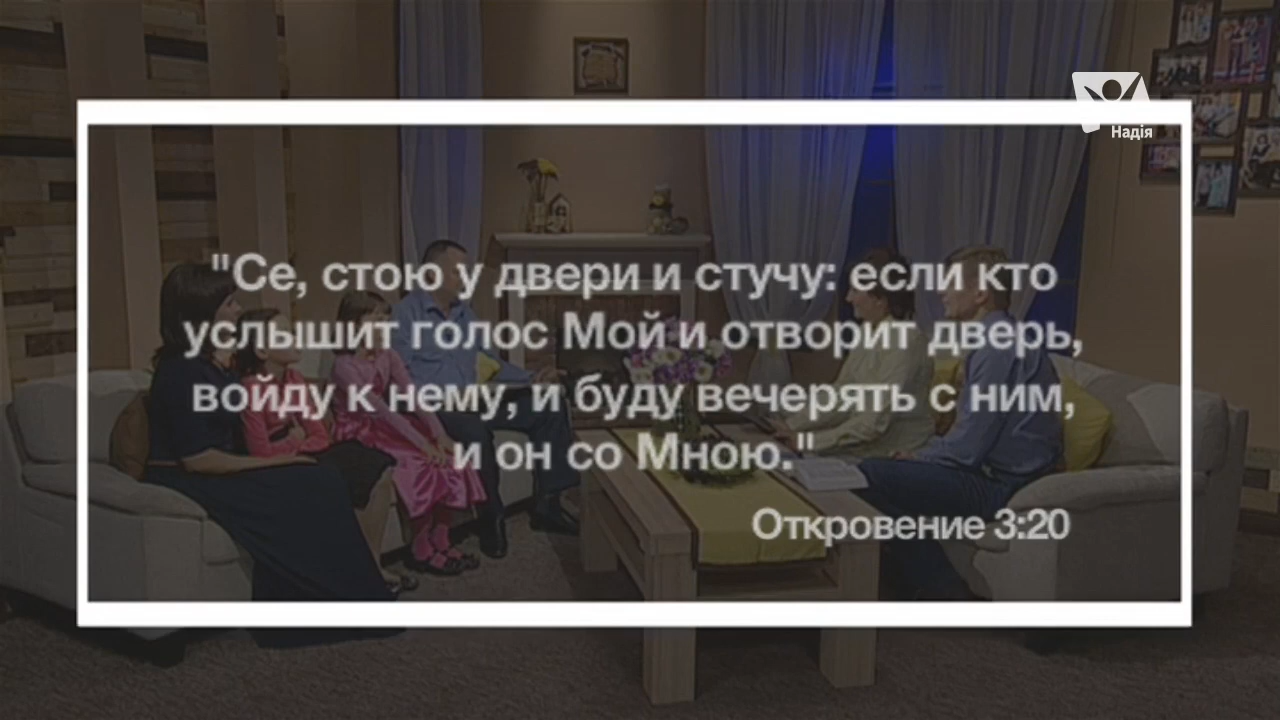 Надія
"Се, стою у двери и стучу: если кто
услышит голос Мой и отворит дверь,
войду к нему, и буду вечерять с ним,
и он со Мною."
Откровение 3:20